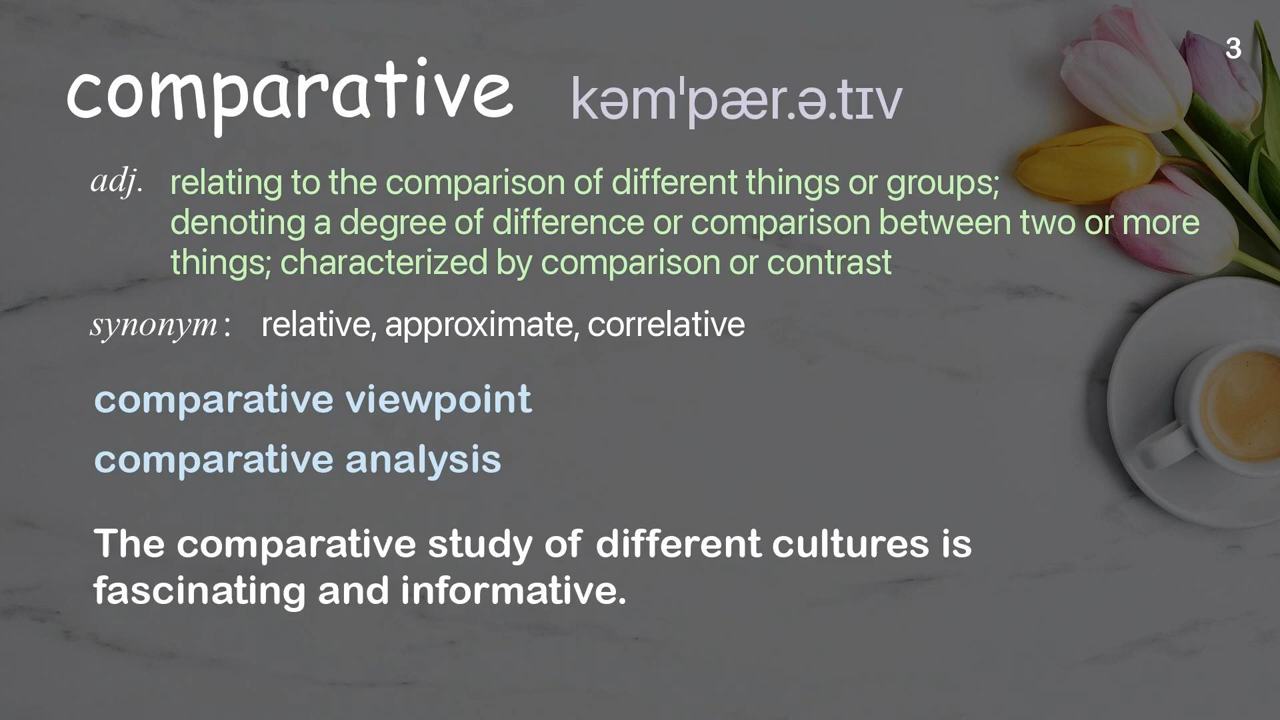 3
comparative kəmˈpær.ə.tɪv
adj. relating to the comparison of different things or groups;
denoting a degree of difference or comparison between two or more
things; characterized by comparison or contrast
synonym: relative, approximate, correlative
comparative viewpoint
comparative analysis
The comparative study of different cultures is
fascinating and informative.